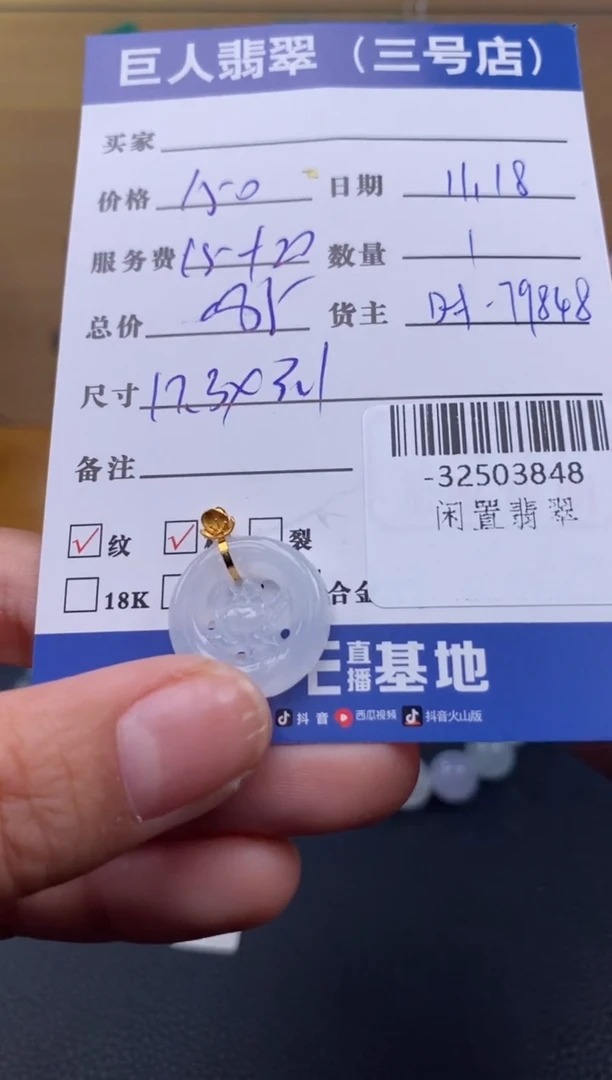 巨人翡翠（三号店）
买家
价格 150 日期 11.18
服务费 15+20 数量 1
总价 185 货主 -79848
尺寸 17.3×3.1
备注
-32503848
闲置翡翠
☑纹 ☑ □裂
□18K 合金
直播基地
抖音 西瓜视频 抖音火山版